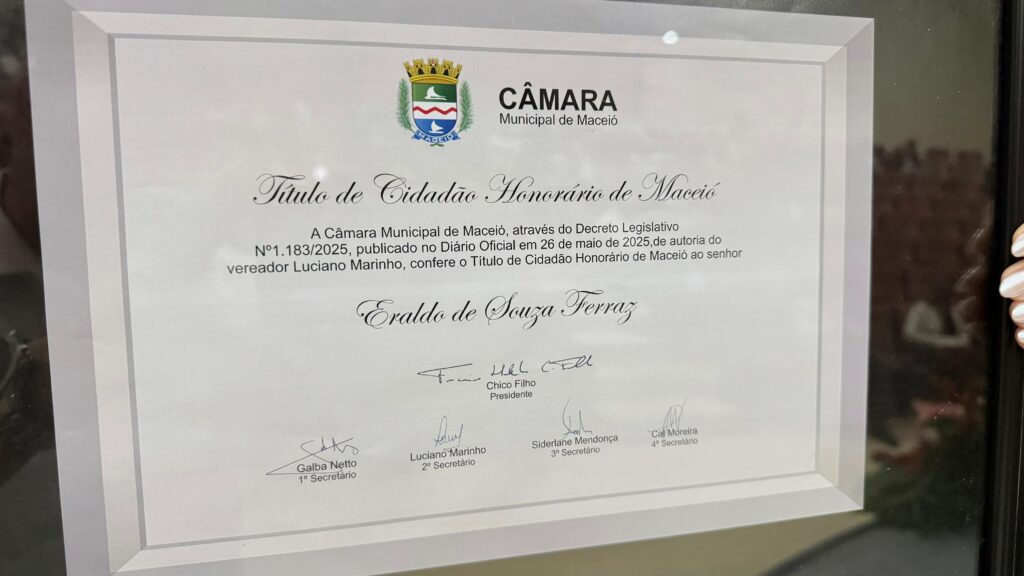 MACEIÓ
CÂMARA
Municipal de Maceió
Título de Cidadão Honorário de Maceió
A Câmara Municipal de Maceió, através do Decreto Legislativo
Nº1.183/2025, publicado no Diário Oficial em 26 de maio de 2025,de autoria do
vereador Luciano Marinho, confere o Título de Cidadão Honorário de Maceió ao senhor
Eraldo de Souza Ferraz
Chico Filho
Presidente
Galba Netto
1º Secretário
Luciano Marinho
2º Secretário
Siderlane Mendonça
3º Secretário
Cal Moreira
4º Secretário